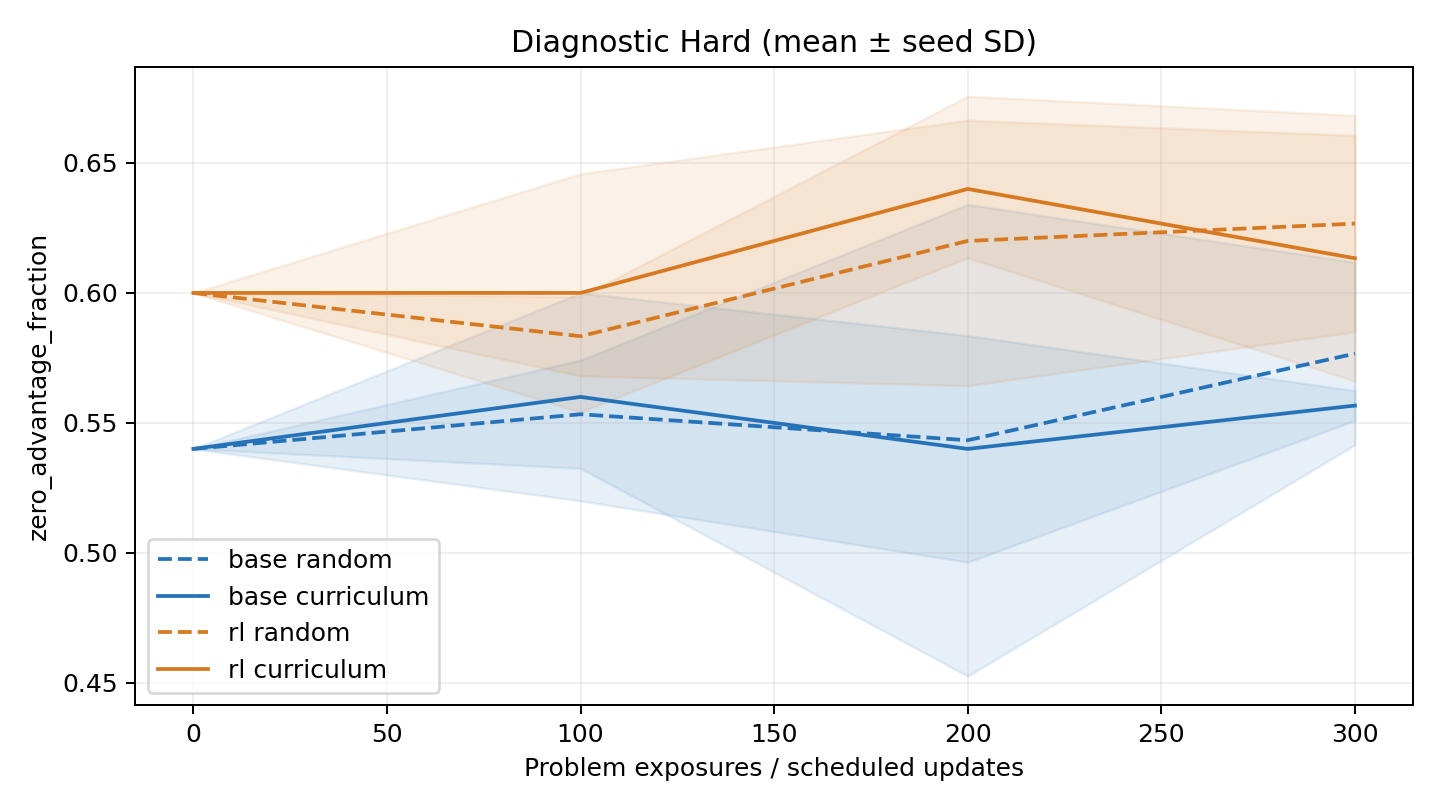 Diagnostic Hard (mean ± seed SD)
zero_advantage_fraction
0.65
0.60
0.55
0.50
0.45
base random
base curriculum
rl random
rl curriculum
0 50 100 150 200 250 300
Problem exposures / scheduled updates